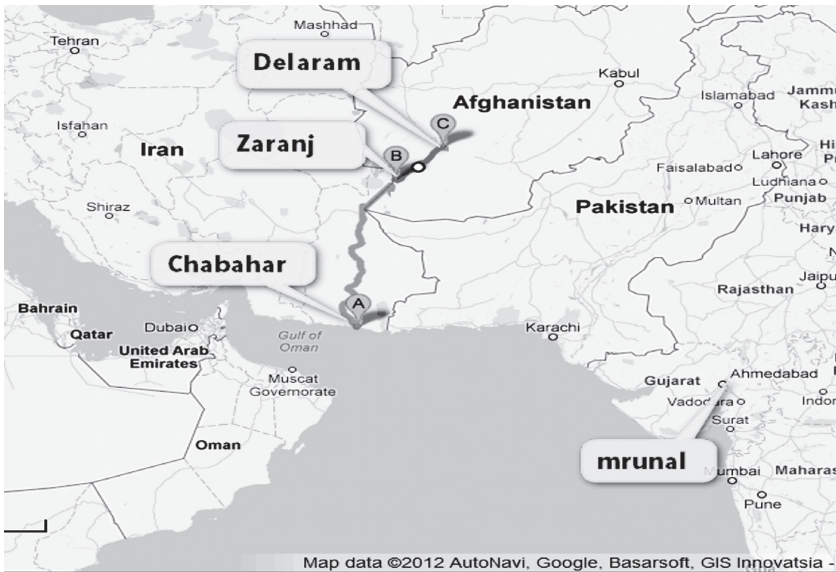 Mashhad
Tehran
Delaram
Kabul
Afghanistan
Islamabad
Jammu
Kash
Isfahan
Iran
Zaranj
C
B
Lahore
Faisalabad
Ludhiana
Punjab
Shiraz
Pakistan
Multan
Hary
Chabahar
Jaipu
Rajasthan
A
Bahrain
Qatar
Dubai
Gulf of
Oman
Karachi
United Arab
Emirates
Muscat
Governorate
Gujarat
Ahmedabad
Vadodara
Indor
Surat
Oman
mrunal
Mumbai
Maharas
Pune
Map data ©2012 AutoNavi, Google, Basarsoft, GIS Innovatsia -